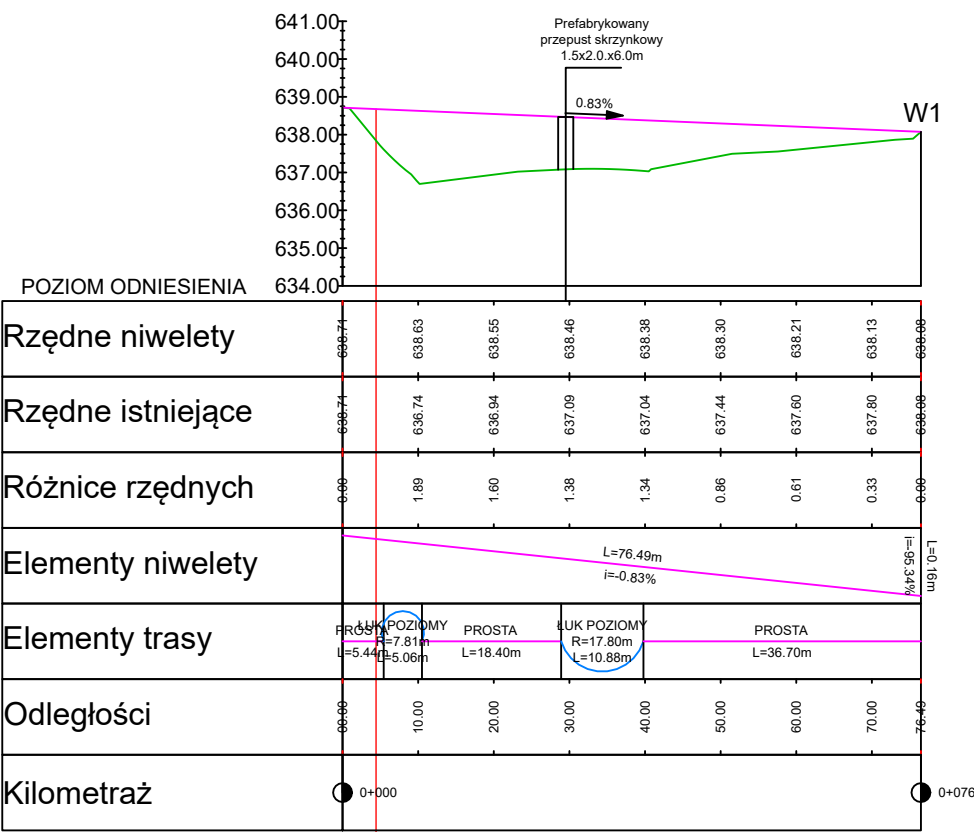 641.00
640.00
639.00
638.00
637.00
636.00
635.00
634.00
Prefabrykowany
przepust skrzynkowy
1.5x2.0.x6.0m
0.83%
W1
POZIOM ODNIESIENIA
Rzędne niwelety
638.71 638.63 638.55 638.46 638.38 638.30 638.21 638.13 638.08
Rzędne istniejące
638.71 636.74 636.94 637.09 637.04 637.44 637.60 637.80 638.08
Różnice rzędnych
0.00 1.89 1.60 1.38 1.34 0.86 0.61 0.33 0.00
Elementy niwelety
L=76.49m
i=-0.83%
i=-95.34%
L=0.16m
Elementy trasy
PROSTA
L=5.44m
ŁUK POZIOMY
R=7.81m
L=5.06m
PROSTA
L=18.40m
ŁUK POZIOMY
R=17.80m
L=10.88m
PROSTA
L=36.70m
Odległości
10.00 20.00 30.00 40.00 50.00 60.00 70.00 76.49
Kilometraż
0+000
0+076